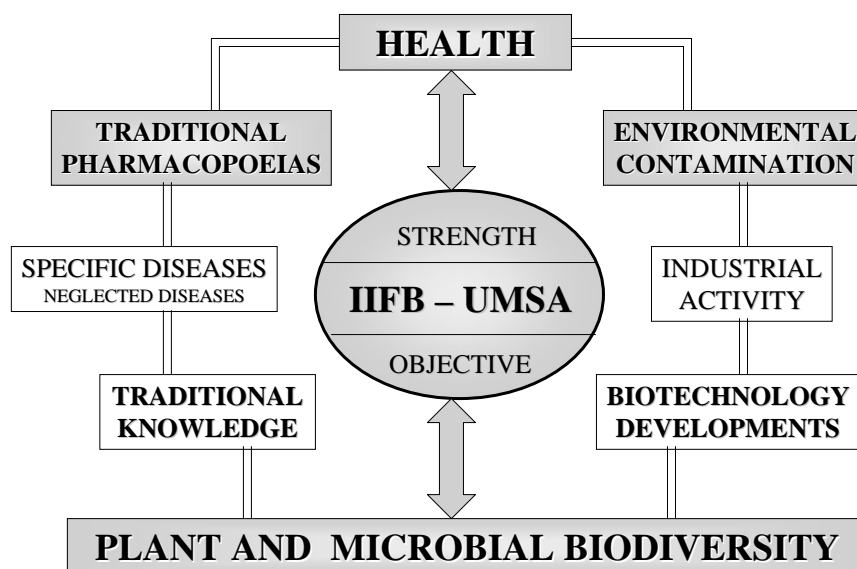 HEALTH
TRADITIONAL
PHARMACOPOEIAS
ENVIRONMENTAL
CONTAMINATION
STRENGTH
SPECIFIC DISEASES
NEGLECTED DISEASES
IIFB – UMSA
INDUSTRIAL
ACTIVITY
OBJECTIVE
TRADITIONAL
KNOWLEDGE
BIOTECHNOLOGY
DEVELOPMENTS
PLANT AND MICROBIAL BIODIVERSITY